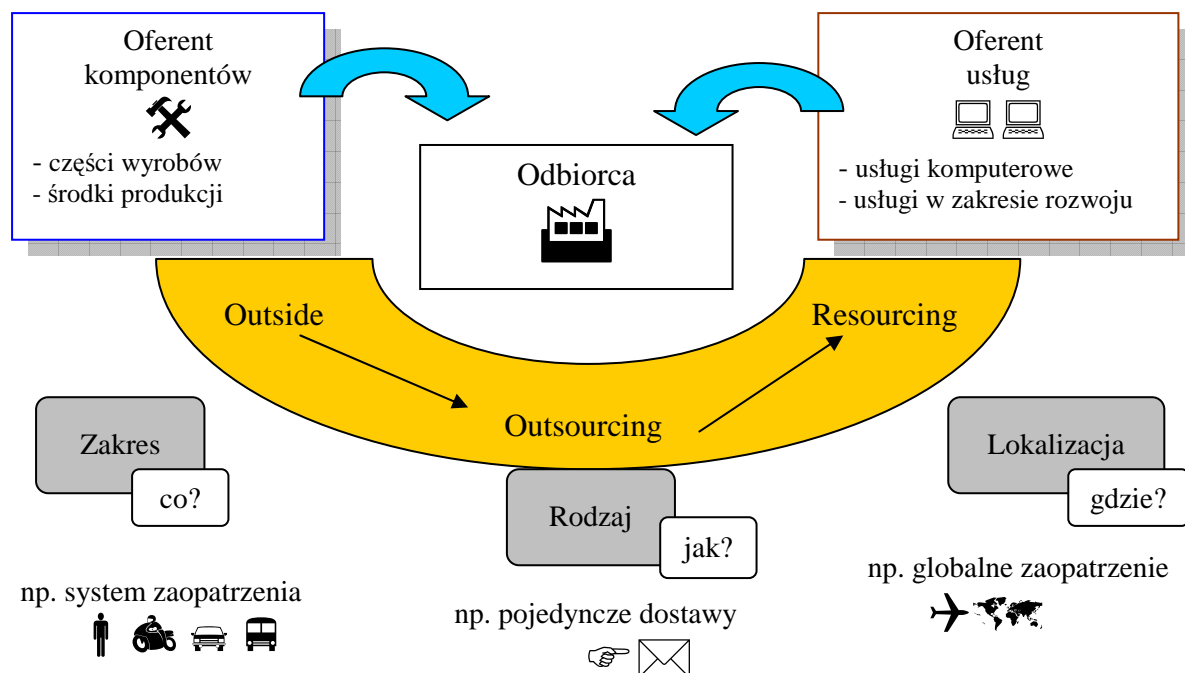 Oferent
komponentów
- części wyrobów
- środki produkcji
Odbiorca
Oferent
usług
- usługi komputerowe
- usługi w zakresie rozwoju
Outside
Outsourcing
Resourcing
Zakres
co?
np. system zaopatrzenia
Rodzaj
jak?
np. pojedyncze dostawy
Lokalizacja
gdzie?
np. globalne zaopatrzenie